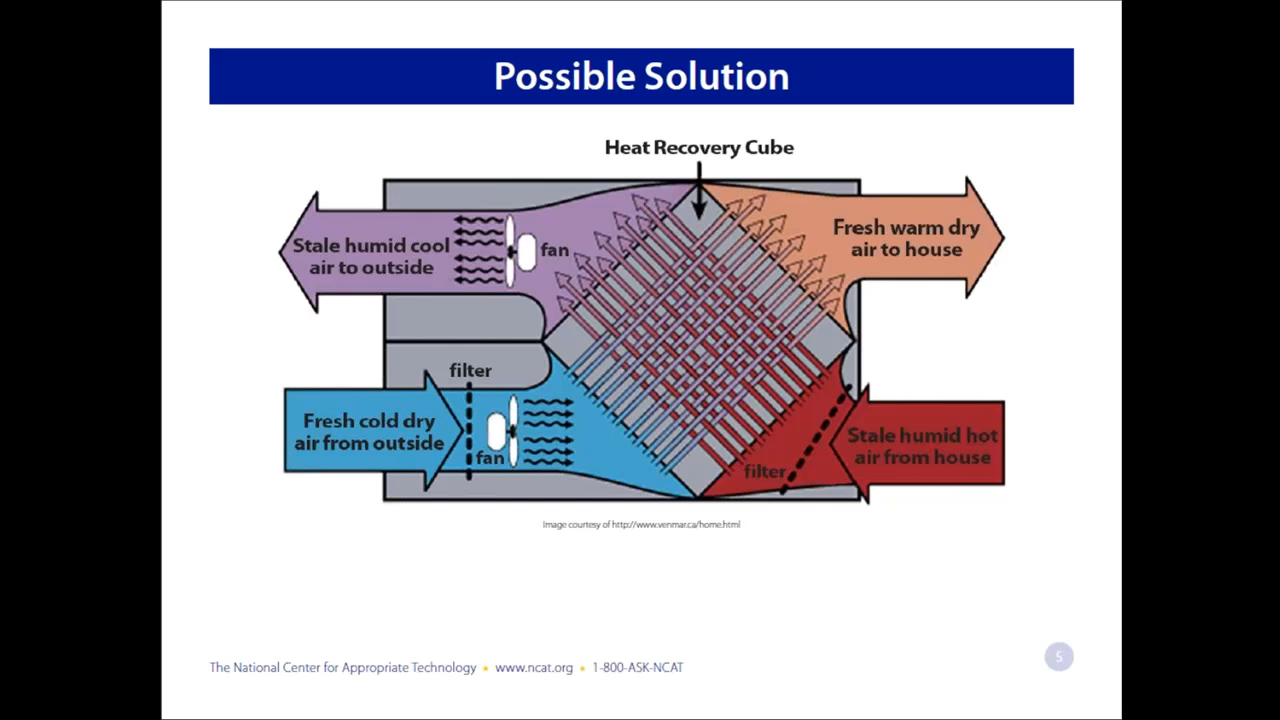 Possible Solution
Heat Recovery Cube
Stale humid cool
air to outside
fan
Fresh warm dry
air to house
filter
Fresh cold dry
air from outside
fan
Stale humid hot
air from house
filter
Image courtesy of http://www.venmar.ca/home.html
The National Center for Appropriate Technology • www.ncat.org • 1-800-ASK-NCAT
5